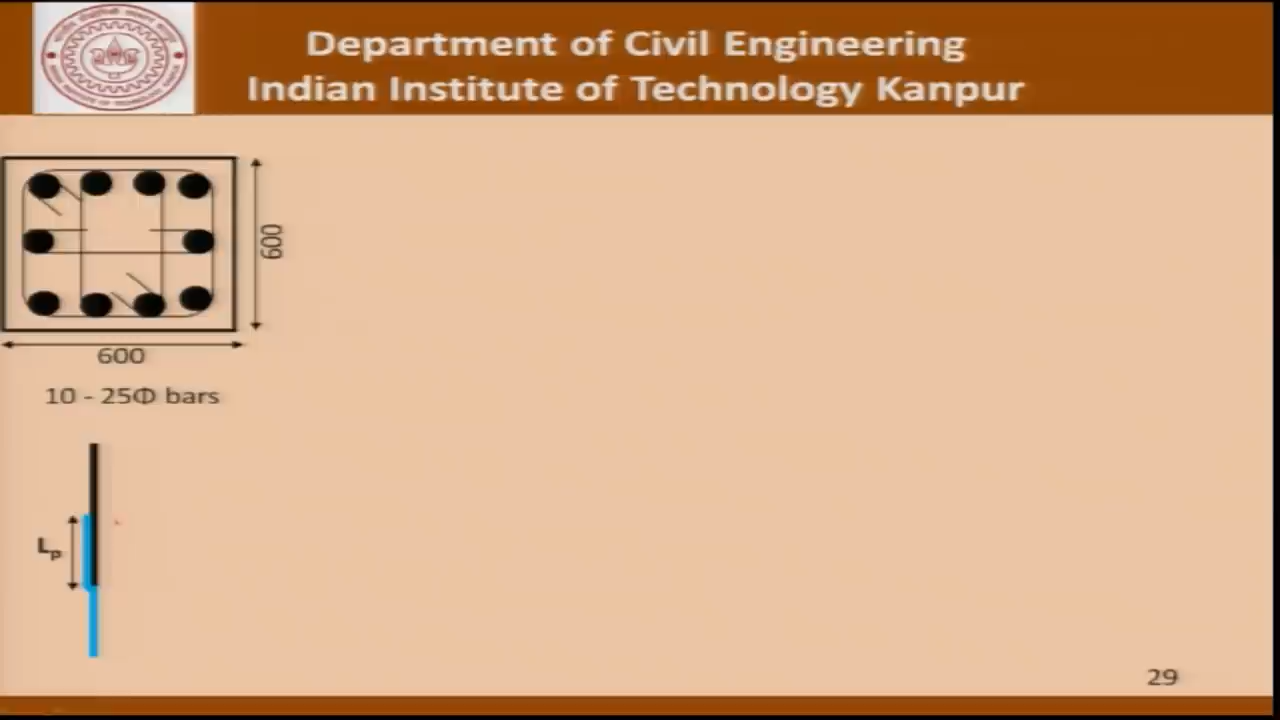 Department of Civil Engineering
Indian Institute of Technology Kanpur
600
600
10 - 25Φ bars
Lp
29